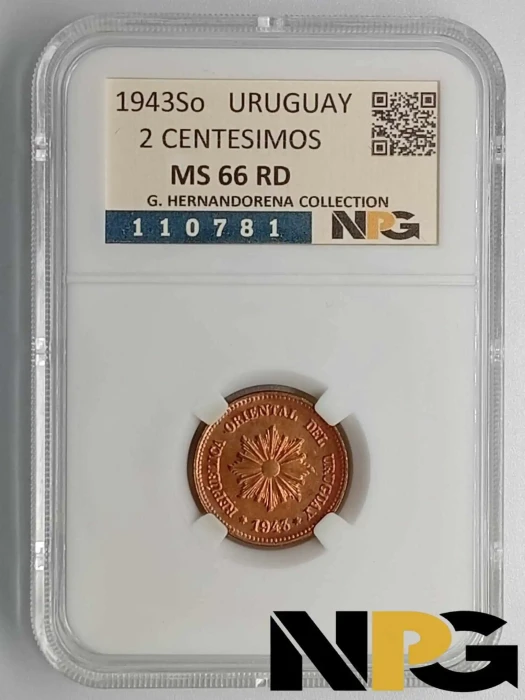 1943So URUGUAY
2 CENTESIMOS
MS 66 RD
G. HERNANDORENA COLLECTION
110781 NPG
REPUBLICA ORIENTAL DEL URUGUAY
1943
NPG